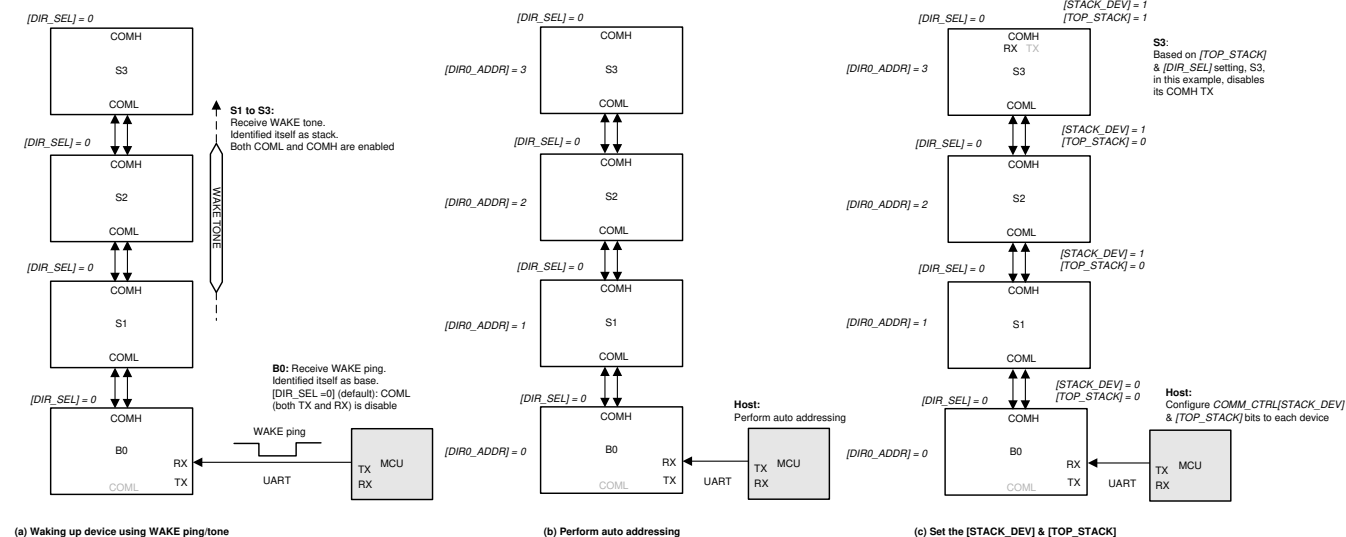 [DIR_SEL] = 0
COMH
S3
COML
[DIR_SEL] = 0
COMH
S2
COML
[DIR_SEL] = 0
COMH
S1
COML
[DIR_SEL] = 0
COMH
B0
RX
TX
COML
S1 to S3:
Receive WAKE tone.
Identified itself as stack.
Both COML and COMH are enabled
WAKE TONE
B0: Receive WAKE ping.
Identified itself as base.
[DIR_SEL =0] (default): COML
(both TX and RX) is disable
WAKE ping
UART
TX MCU
RX
(a) Waking up device using WAKE ping/tone
[DIR_SEL] = 0
COMH
[DIR0_ADDR] = 3
S3
COML
[DIR_SEL] = 0
COMH
[DIR0_ADDR] = 2
S2
COML
[DIR_SEL] = 0
COMH
[DIR0_ADDR] = 1
S1
COML
[DIR_SEL] = 0
COMH
[DIR0_ADDR] = 0
B0
RX
TX
COML
Host:
Perform auto addressing
UART
TX MCU
RX
(b) Perform auto addressing
[DIR_SEL] = 0
[STACK_DEV] = 1
[TOP_STACK] = 1
COMH
RX TX
[DIR0_ADDR] = 3
S3
COML
S3:
Based on [TOP_STACK]
& [DIR_SEL] setting, S3,
in this example, disables
its COMH TX
[DIR_SEL] = 0
[STACK_DEV] = 1
[TOP_STACK] = 0
COMH
[DIR0_ADDR] = 2
S2
COML
[DIR_SEL] = 0
[STACK_DEV] = 1
[TOP_STACK] = 0
COMH
[DIR0_ADDR] = 1
S1
COML
[DIR_SEL] = 0
[STACK_DEV] = 0
[TOP_STACK] = 0
COMH
[DIR0_ADDR] = 0
B0
RX
TX
COML
Host:
Configure COMM_CTRL[STACK_DEV]
& [TOP_STACK] bits to each device
UART
TX MCU
RX
(c) Set the [STACK_DEV] & [TOP_STACK]